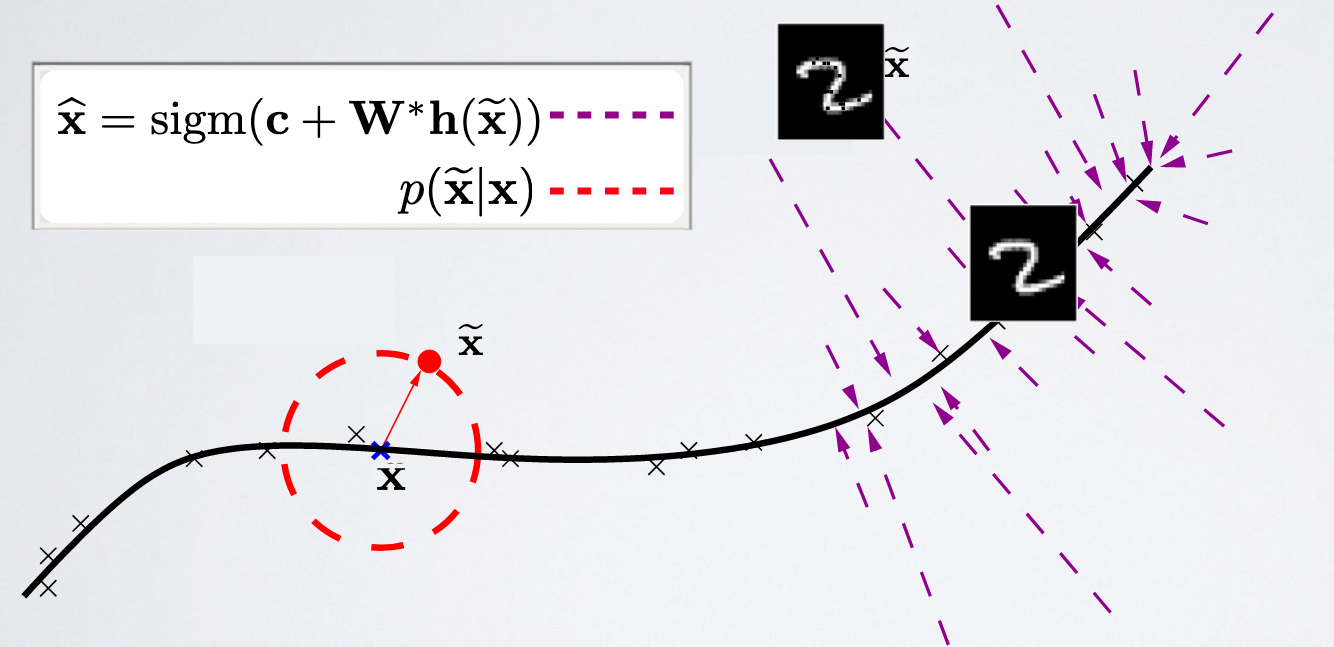 x̂ = sigm(c + W*h(x̃))
p(x̃|x)
x̃
x̃
x